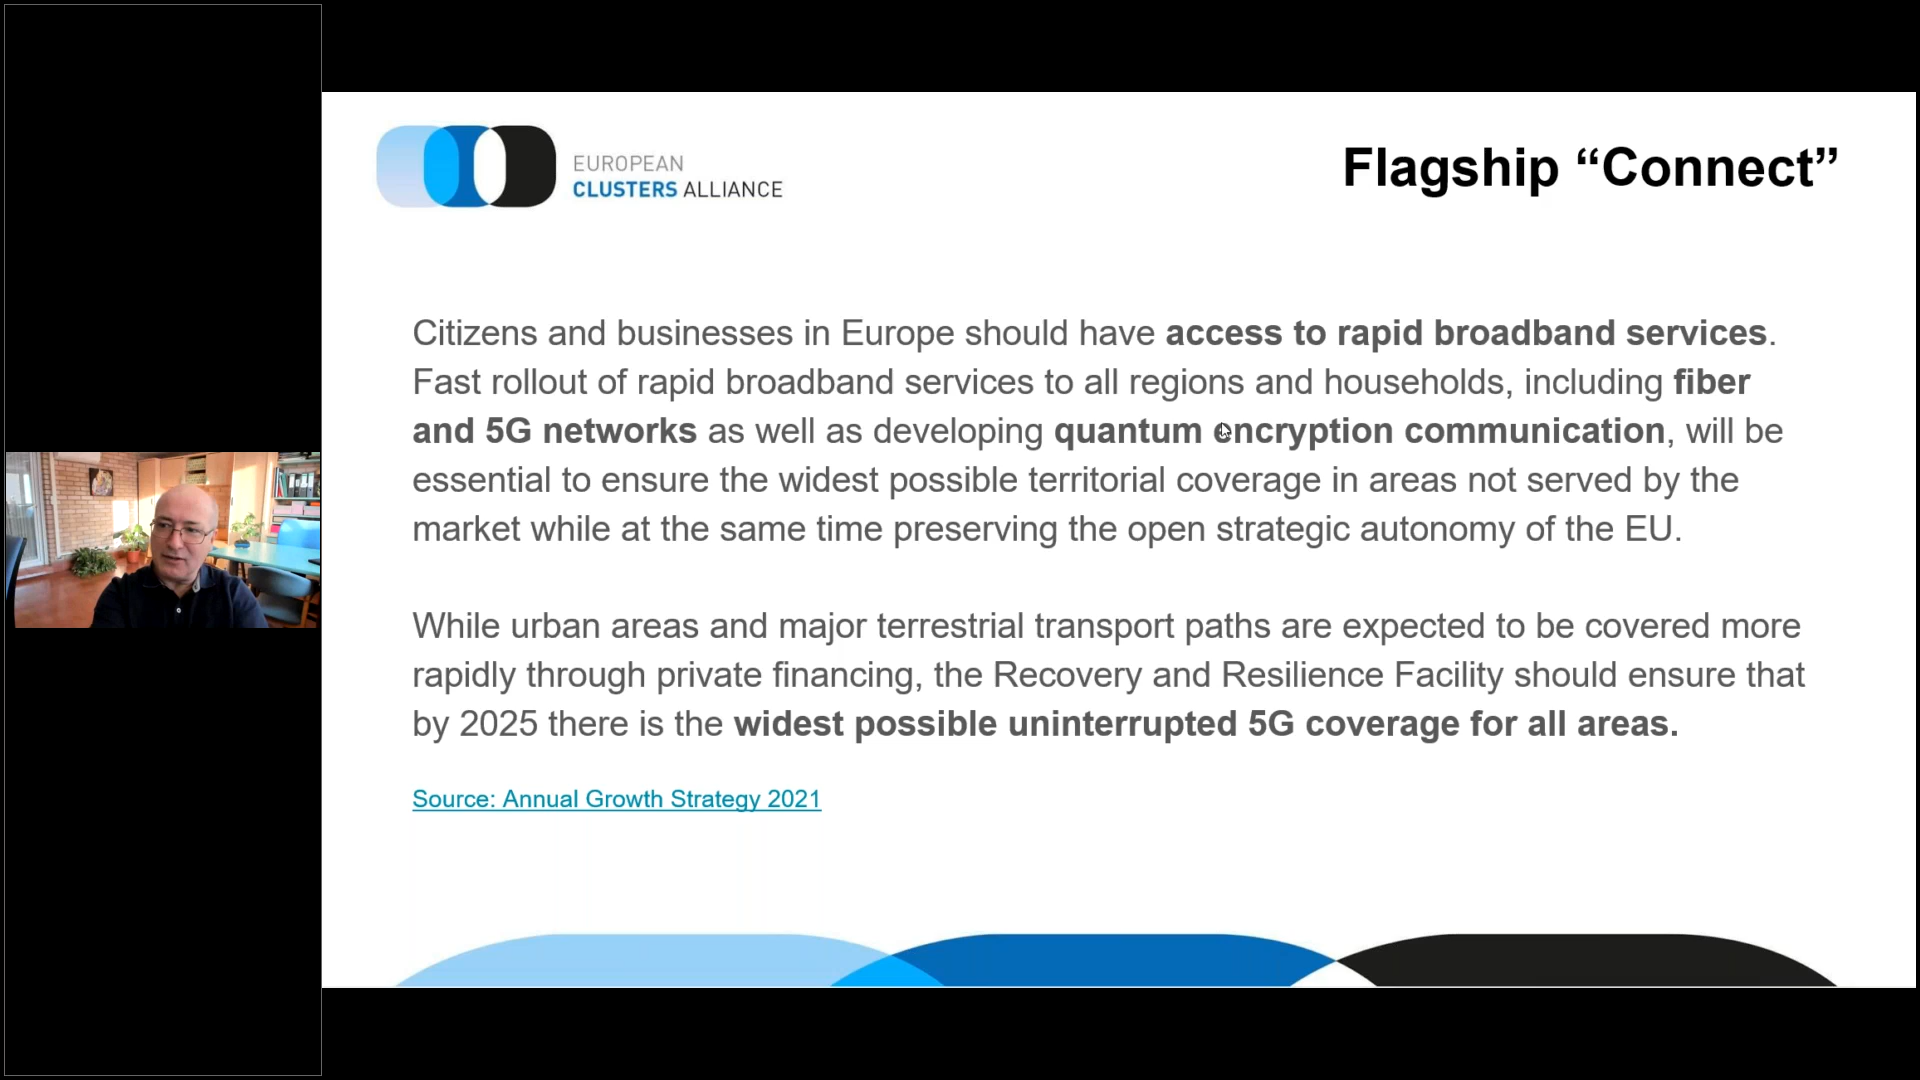 EUROPEAN
CLUSTERS ALLIANCE
Flagship “Connect”
Citizens and businesses in Europe should have access to rapid broadband services.
Fast rollout of rapid broadband services to all regions and households, including fiber
and 5G networks as well as developing quantum encryption communication, will be
essential to ensure the widest possible territorial coverage in areas not served by the
market while at the same time preserving the open strategic autonomy of the EU.
While urban areas and major terrestrial transport paths are expected to be covered more
rapidly through private financing, the Recovery and Resilience Facility should ensure that
by 2025 there is the widest possible uninterrupted 5G coverage for all areas.
Source: Annual Growth Strategy 2021